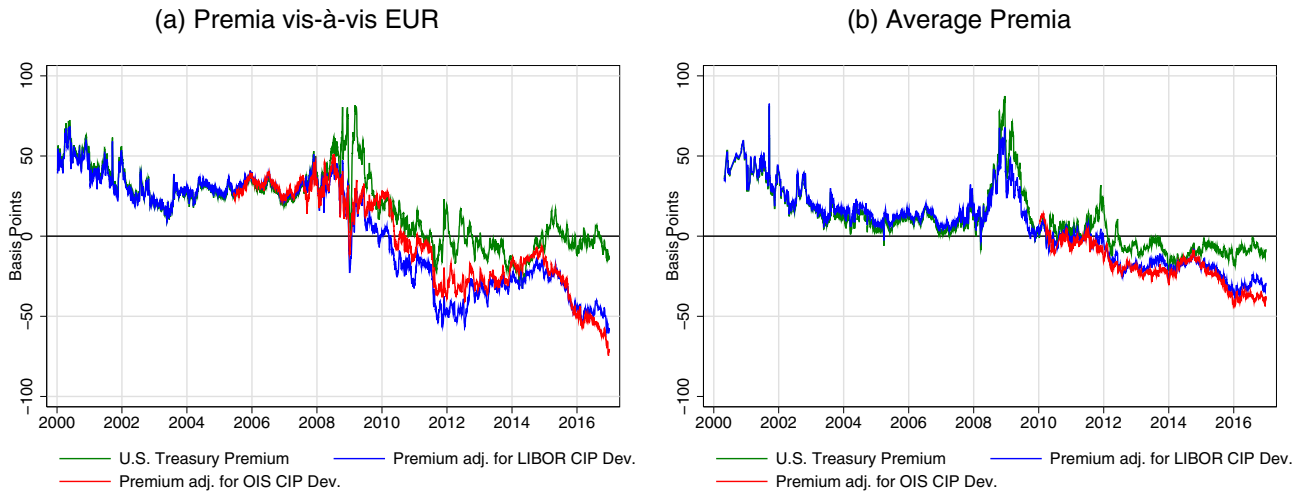 (a) Premia vis-à-vis EUR
100
50
0
−50
−100
Basis Points
2000 2002 2004 2006 2008 2010 2012 2014 2016
U.S. Treasury Premium
Premium adj. for LIBOR CIP Dev.
Premium adj. for OIS CIP Dev.
(b) Average Premia
100
50
0
−50
−100
Basis Points
2000 2002 2004 2006 2008 2010 2012 2014 2016
U.S. Treasury Premium
Premium adj. for LIBOR CIP Dev.
Premium adj. for OIS CIP Dev.